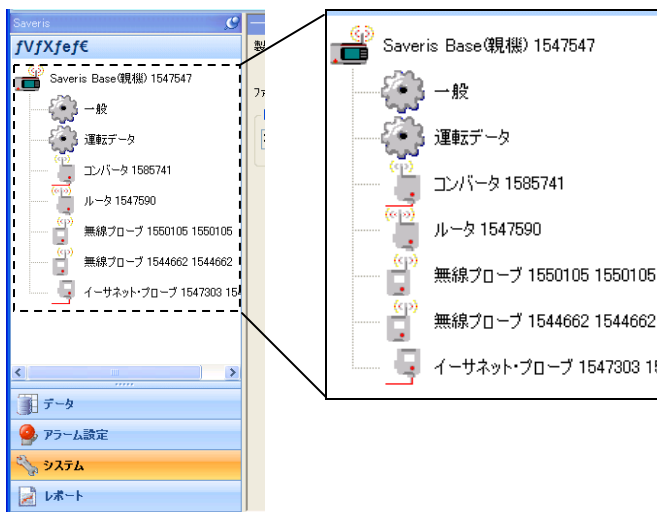 Saveris
ƒVƒXƒeƒ€
Saveris Base(親機) 1547547
一般
運転データ
コンバータ 1585741
ルータ 1547590
無線プローブ 1550105 1550105
無線プローブ 1544662 1544662
イーサネット・プローブ 1547303 154
データ
アラーム設定
システム
レポート
製
Saveris Base(親機) 1547547
一般
運転データ
コンバータ 1585741
ルータ 1547590
無線プローブ 1550105 1550105
無線プローブ 1544662 1544662
イーサネット・プローブ 1547303